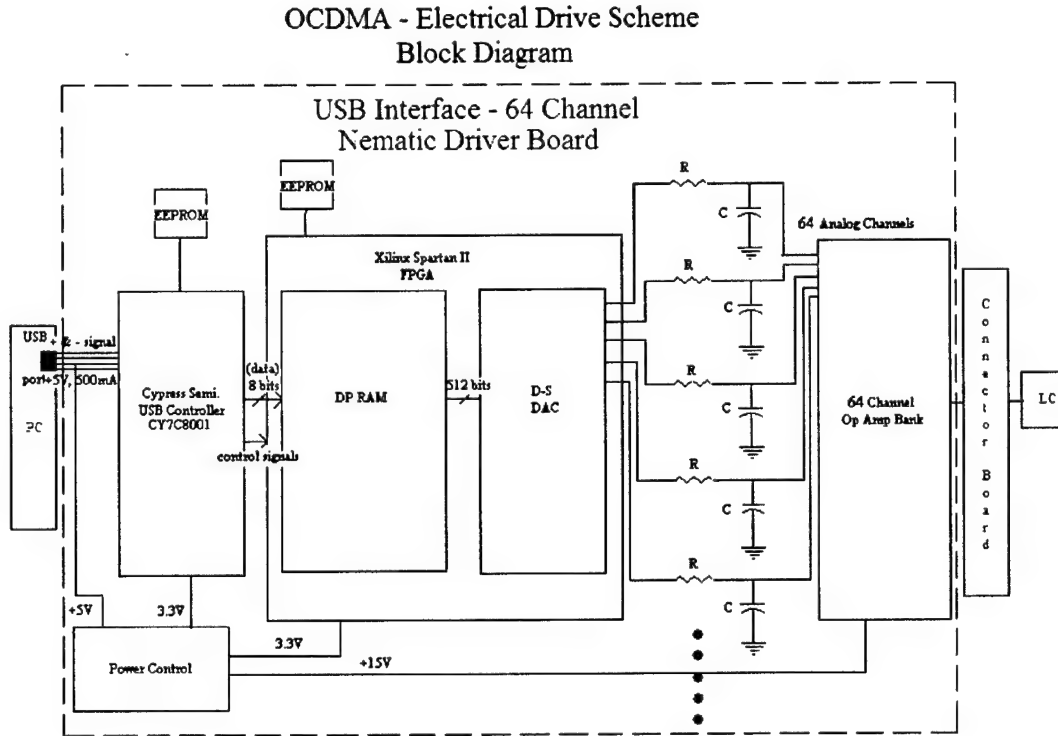 OCDMA - Electrical Drive Scheme
Block Diagram
USB Interface - 64 Channel
Nematic Driver Board
EEPROM
EEPROM
R
C
64 Analog Channels
Xilinx Spartan II
FPGA
R
C
USB + & - signal
port +5V, 500mA
PC
Cypress Semi.
USB Controller
CY7C8001
(data)
8 bits
control signals
DP RAM
512 bits
D-S
DAC
R
C
R
C
R
C
64 Channel
Op Amp Bank
Connector Board
LC
+5V
3.3V
3.3V
+15V
Power Control